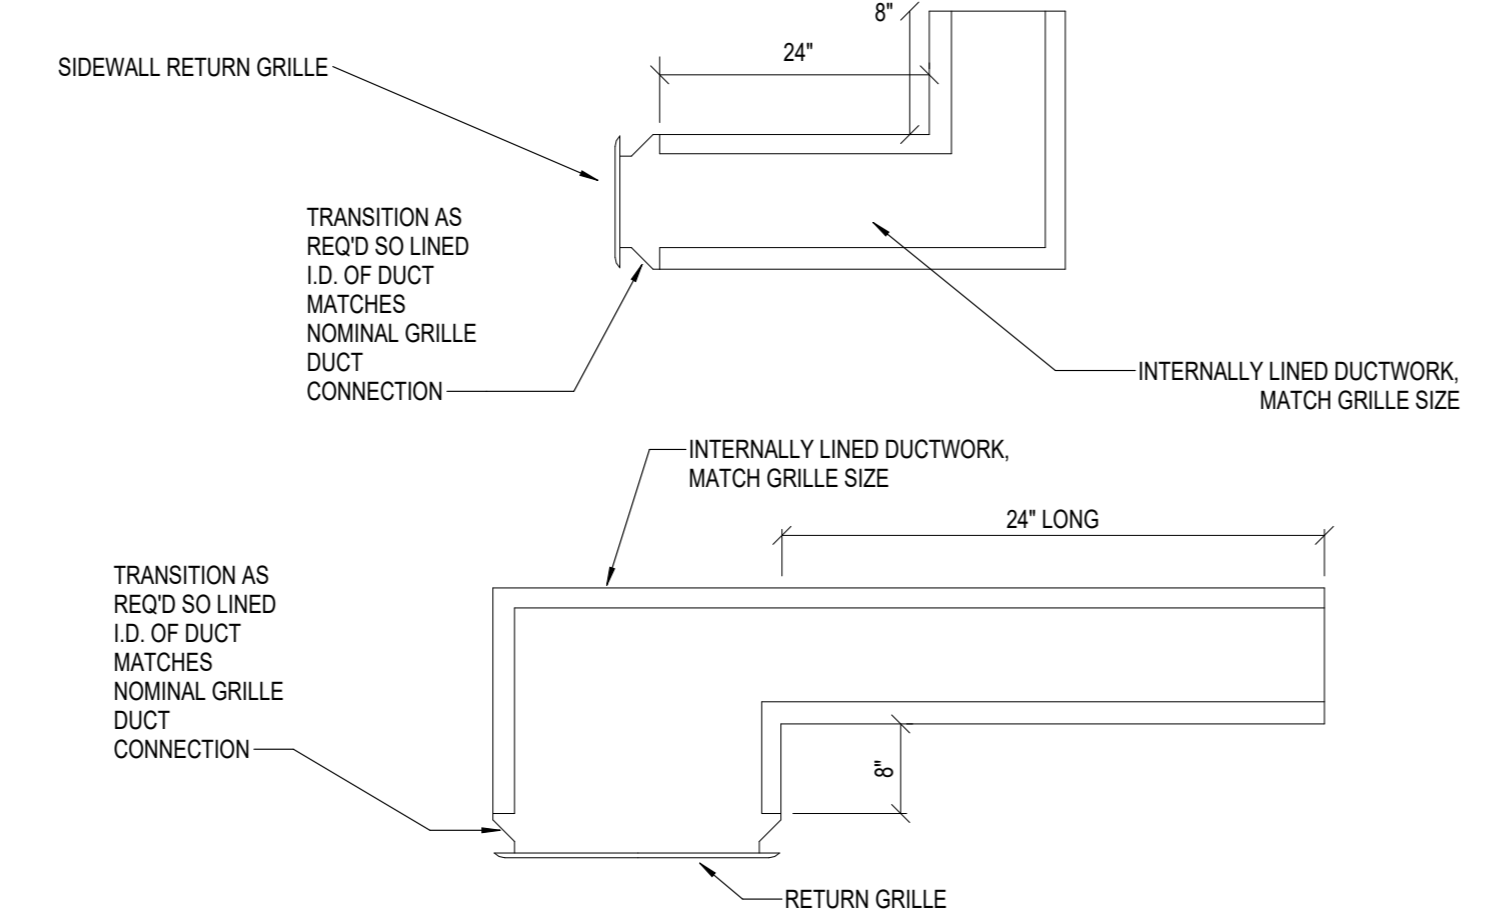 8"
24"
SIDEWALL RETURN GRILLE
TRANSITION AS
REQ'D SO LINED
I.D. OF DUCT
MATCHES
NOMINAL GRILLE
DUCT
CONNECTION
INTERNALLY LINED DUCTWORK,
MATCH GRILLE SIZE
INTERNALLY LINED DUCTWORK,
MATCH GRILLE SIZE
24" LONG
TRANSITION AS
REQ'D SO LINED
I.D. OF DUCT
MATCHES
NOMINAL GRILLE
DUCT
CONNECTION
8"
RETURN GRILLE